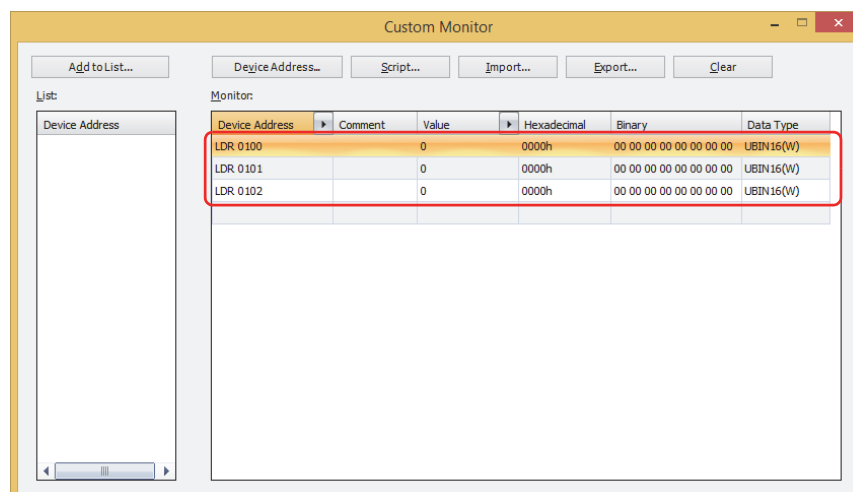 Custom Monitor
Add to List... Device Address... Script... Import... Export... Clear
List: Monitor:
Device Address Device Address Comment Value Hexadecimal Binary Data Type
LDR 0100 0 0000h 00 00 00 00 00 00 00 00 UBIN16(W)
LDR 0101 0 0000h 00 00 00 00 00 00 00 00 UBIN16(W)
LDR 0102 0 0000h 00 00 00 00 00 00 00 00 UBIN16(W)